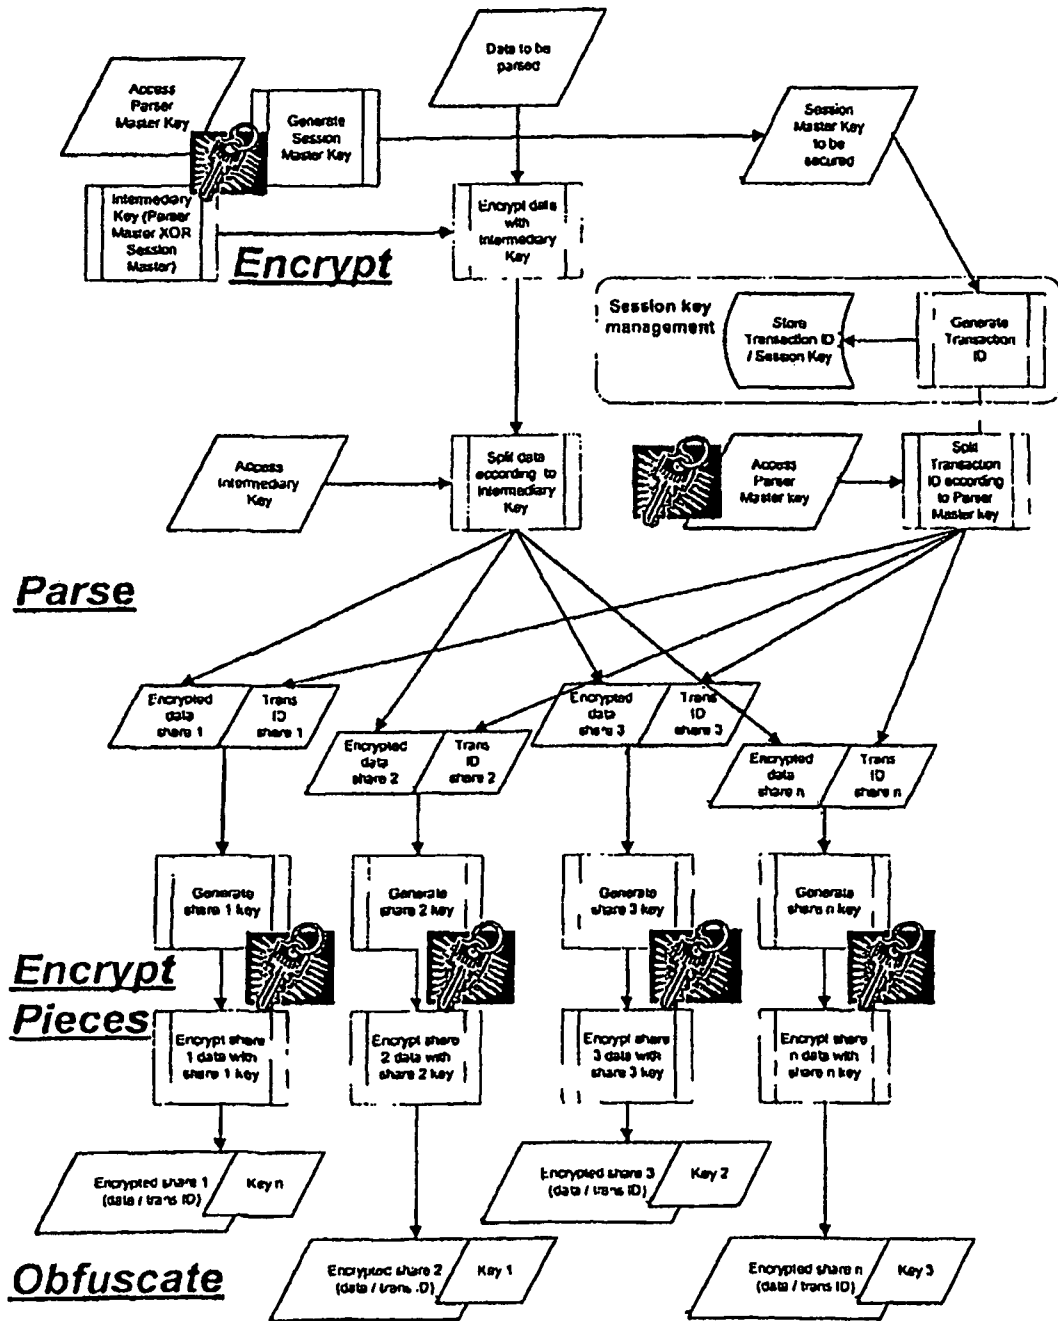 Data to be
parsed
Access
Parser
Master Key
Generate
Session
Master Key
Session
Master Key
to be
secured
Intermediary
Key (Parser
Master XOR
Session
Master)
Encrypt data
with
Intermediary
Key
Encrypt
Session key
management
Store
Transaction ID
/ Session Key
Generate
Transaction
ID
Access
Intermediary
Key
Split data
according to
Intermediary
Key
Access
Parser
Master key
Split
Transaction
ID according
to Parser
Master key
Parse
Encrypted
data
share 1
Trans
ID
share 1
Encrypted
data
share 2
Trans
ID
share 2
Encrypted
data
share 3
Trans
ID
share 3
Encrypted
data
share n
Trans
ID
share n
Generate
share 1 key
Generate
share 2 key
Generate
share 3 key
Generate
share n key
Encrypt
Pieces
Encrypt share
1 data with
share 1 key
Encrypt share
2 data with
share 2 key
Encrypt share
3 data with
share 3 key
Encrypt share
n data with
share n key
Encrypted share 1
(data / trans ID)
Key n
Encrypted share 3
(data / trans ID)
Key 2
Obfuscate
Encrypted share 2
(data / trans ID)
Key 1
Encrypted share n
(data / trans ID)
Key 3